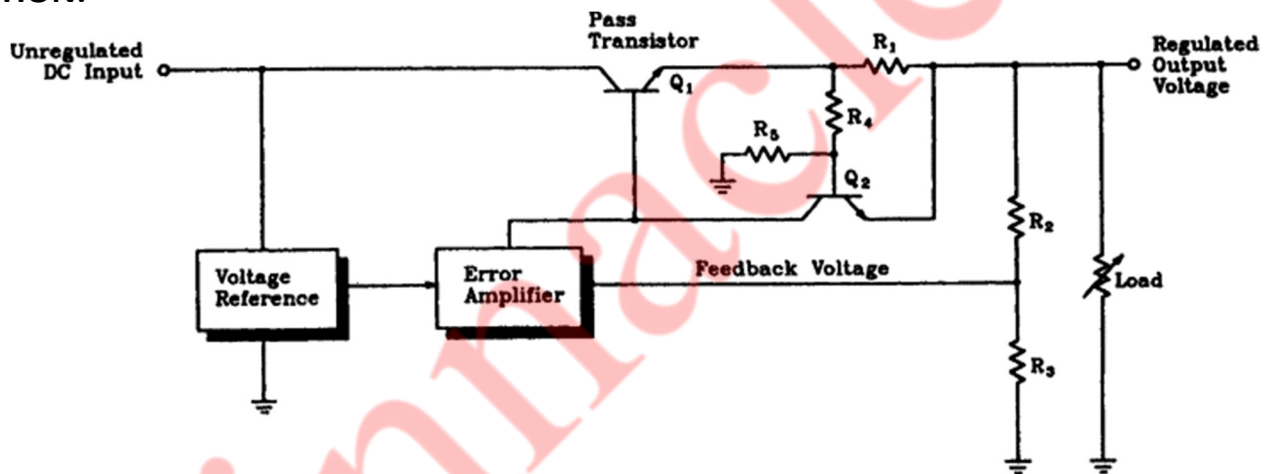 Pass
Transistor
Unregulated
DC Input
R₁
Regulated
Output
Voltage
Q₁
R₄
R₅
Q₂
R₂
Voltage
Reference
Error
Amplifier
Feedback Voltage
Load
R₃